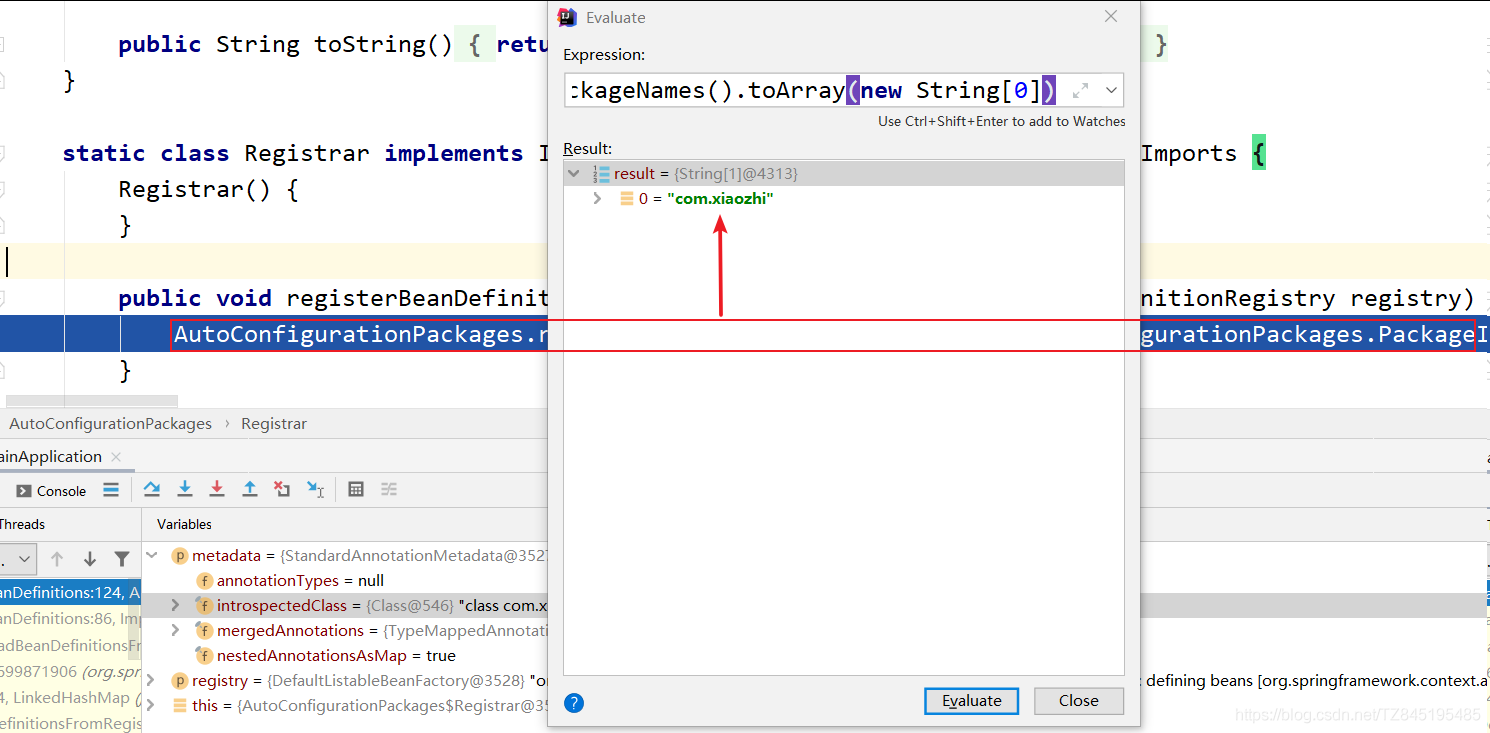 public String toString() { retu
}
}
static class Registrar implements I
Imports {
Registrar() {
}
public void registerBeanDefinit
nitionRegistry registry)
AutoConfigurationPackages.r
gurationPackages.PackageI
}
AutoConfigurationPackages › Registrar
ainApplication
Console
Threads
Variables
metadata = {StandardAnnotationMetadata@3527
annotationTypes = null
introspectedClass = {Class@546} "class com.x
mergedAnnotations = {TypeMappedAnnotati
nestedAnnotationsAsMap = true
registry = {DefaultListableBeanFactory@3528} "o
: defining beans [org.springframework.context.a
this = {AutoConfigurationPackages$Registrar@35
anDefinitions:124, A
anDefinitions:86, Imp
adBeanDefinitionsFr
599871906 (org.spr
4, LinkedHashMap (
efinitionsFromRegis
Evaluate
Expression:
ckageNames().toArray(new String[0])
Use Ctrl+Shift+Enter to add to Watches
Result:
result = {String[1]@4313}
0 = "com.xiaozhi"
?
Evaluate
Close
https://blog.csdn.net/TZ845195485